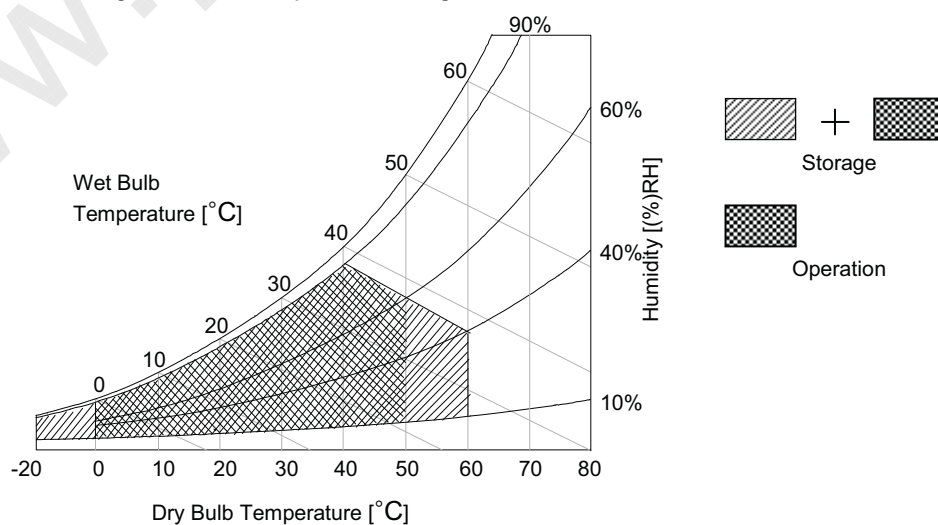 90%
60
60%
50
Wet Bulb
Temperature [°C]
Humidity [(%)RH]
Storage
40
40%
30
Operation
20
10
0
10%
-20 0 10 20 30 40 50 60 70 80
Dry Bulb Temperature [°C]